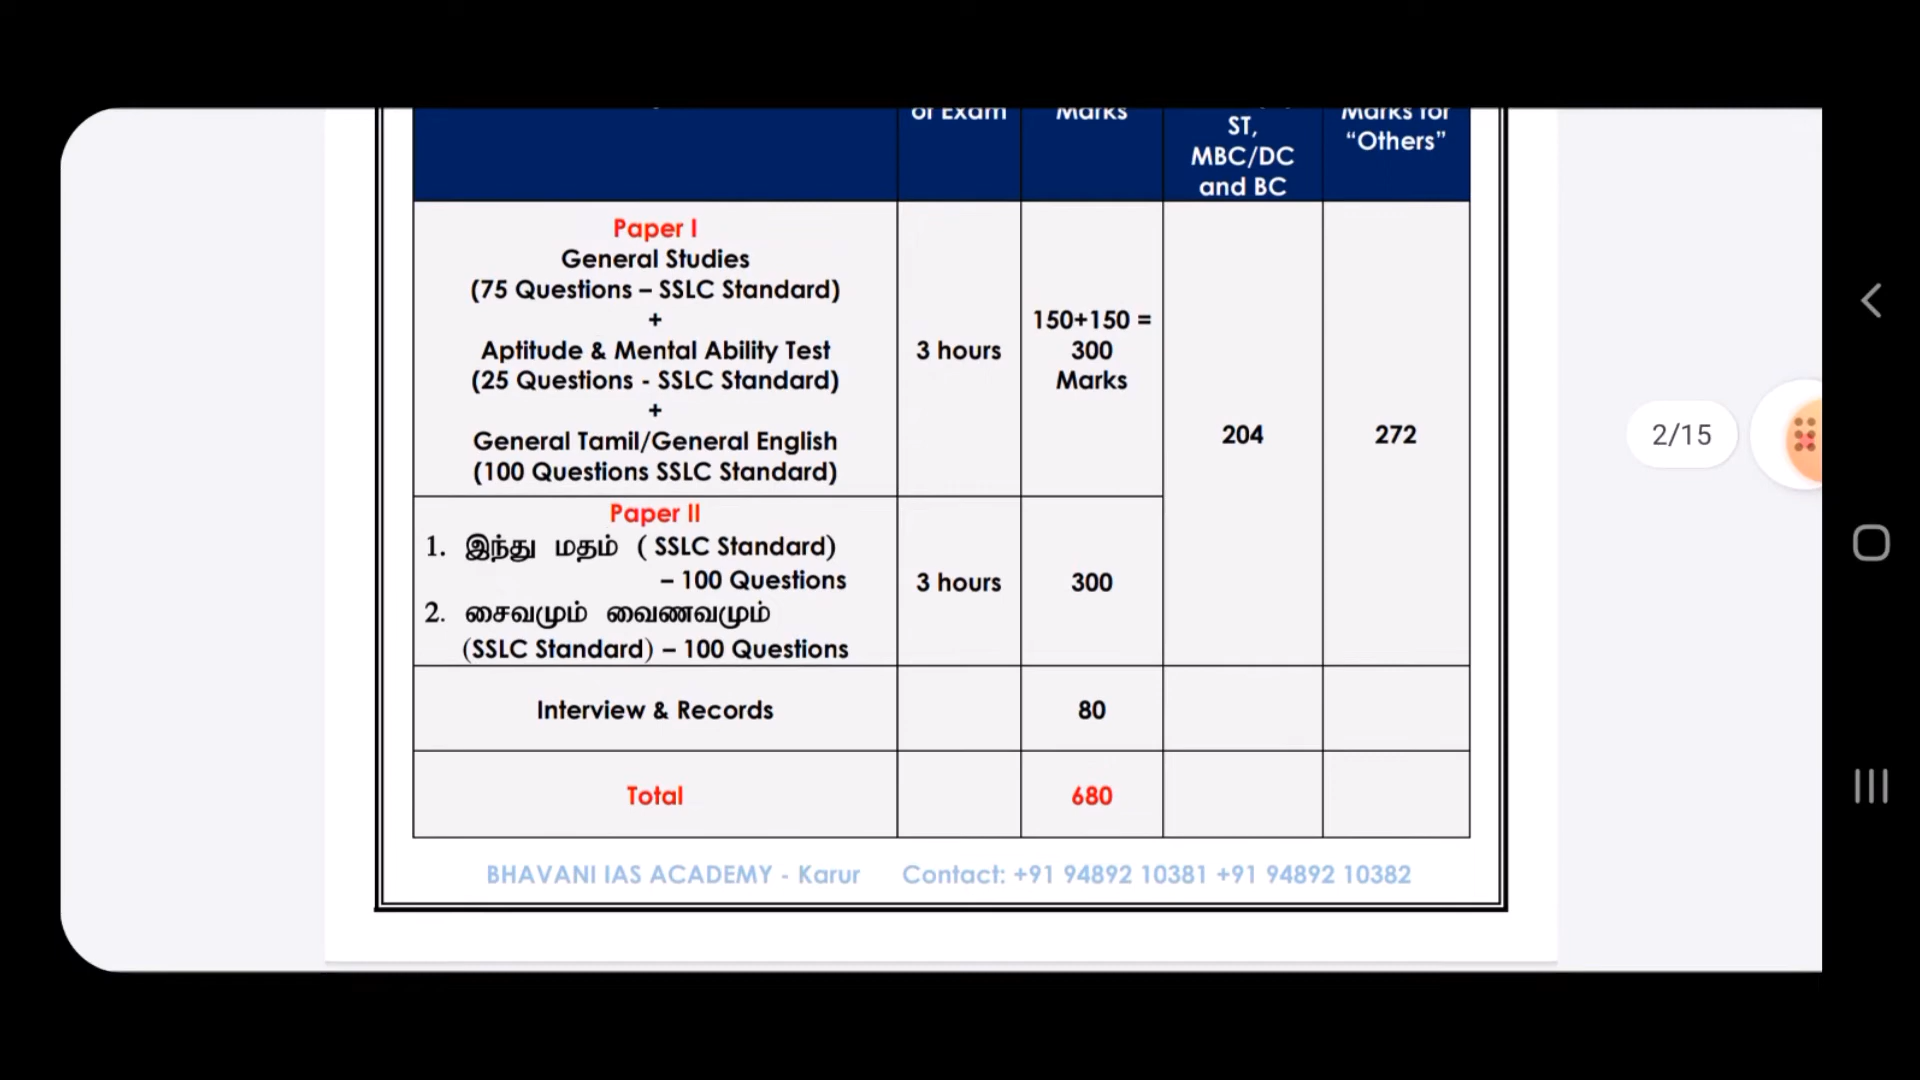 of Exam
Marks
ST,
MBC/DC
and BC
Marks for
“Others”
Paper I
General Studies
(75 Questions – SSLC Standard)
+
Aptitude & Mental Ability Test
(25 Questions - SSLC Standard)
+
General Tamil/General English
(100 Questions SSLC Standard)
3 hours
150+150 =
300
Marks
204
272
Paper II
1. இந்து மதம் ( SSLC Standard)
– 100 Questions
2. சைவமும் வைணவமும்
(SSLC Standard) – 100 Questions
3 hours
300
Interview & Records
80
Total
680
BHAVANI IAS ACADEMY - Karur Contact: +91 94892 10381 +91 94892 10382
2/15